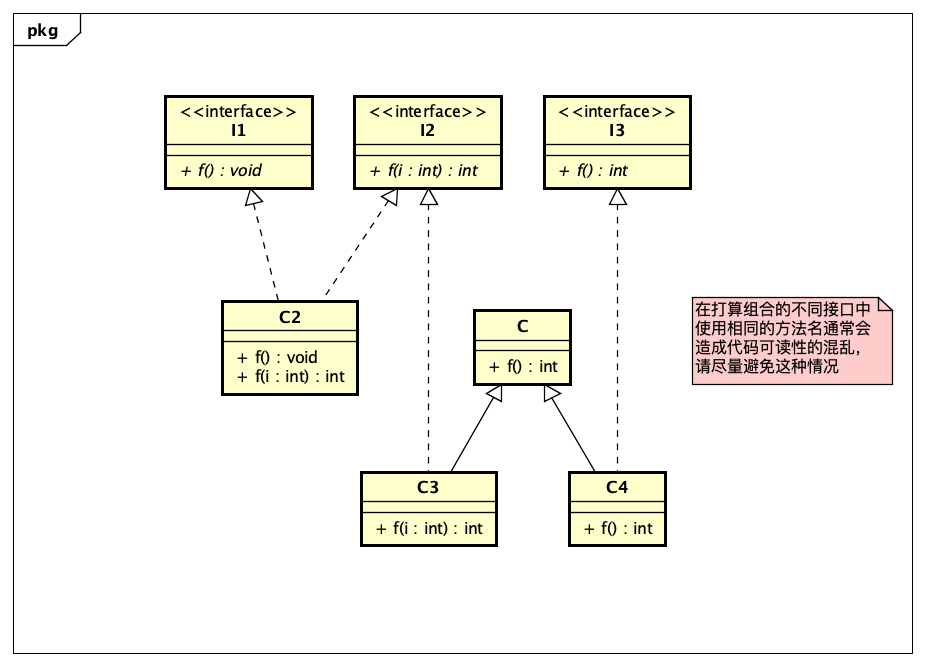 pkg
<<interface>>
I1
+ f() : void
<<interface>>
I2
+ f(i : int) : int
<<interface>>
I3
+ f() : int
C2
+ f() : void
+ f(i : int) : int
C
+ f() : int
在打算组合的不同接口中
使用相同的方法名通常会
造成代码可读性的混乱，
请尽量避免这种情况
C3
+ f(i : int) : int
C4
+ f() : int